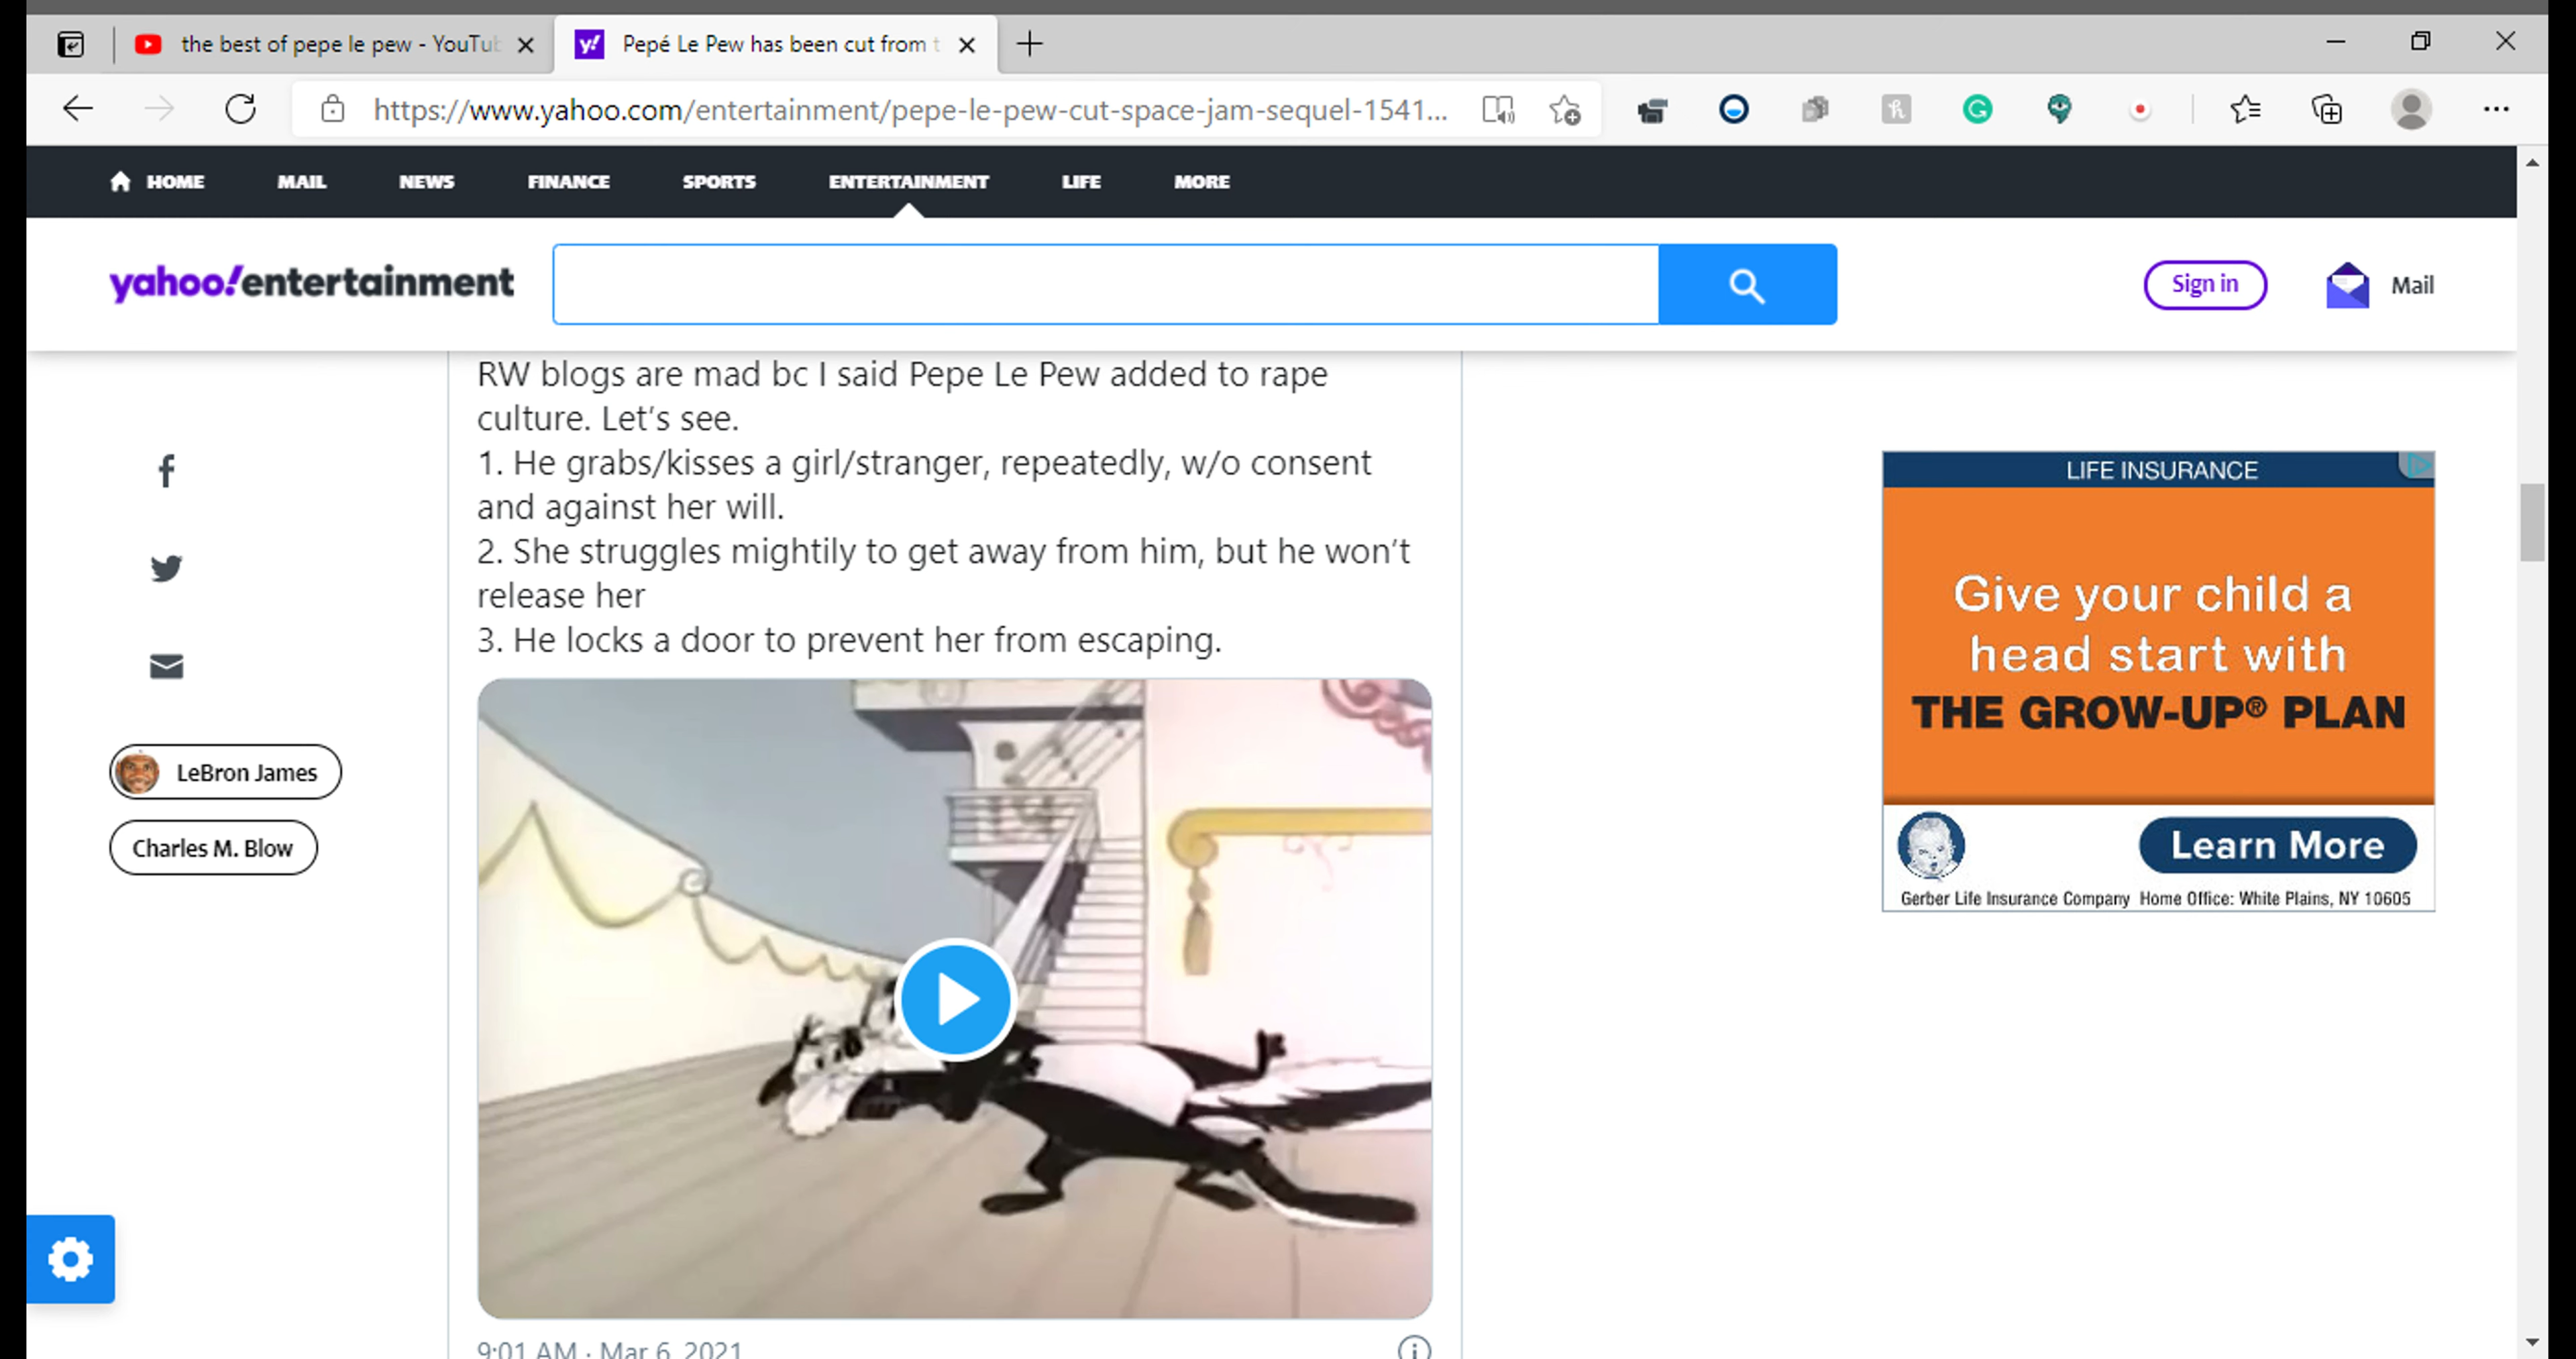 the best of pepe le pew - YouTub
Pepé Le Pew has been cut from t
https://www.yahoo.com/entertainment/pepe-le-pew-cut-space-jam-sequel-1541...
HOME MAIL NEWS FINANCE SPORTS ENTERTAINMENT LIFE MORE
yahoo!entertainment
Sign in
Mail
RW blogs are mad bc I said Pepe Le Pew added to rape
culture. Let’s see.
1. He grabs/kisses a girl/stranger, repeatedly, w/o consent
and against her will.
2. She struggles mightily to get away from him, but he won’t
release her
3. He locks a door to prevent her from escaping.
9:01 AM · Mar 6, 2021
LeBron James
Charles M. Blow
LIFE INSURANCE
Give your child a
head start with
THE GROW-UP® PLAN
Learn More
Gerber Life Insurance Company Home Office: White Plains, NY 10605